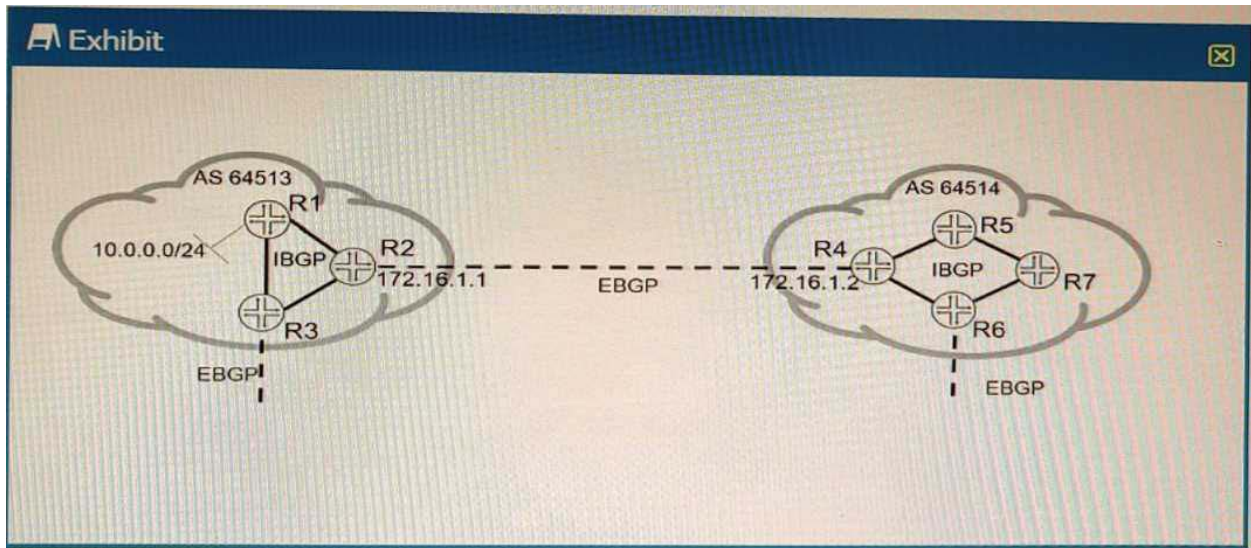 Exhibit
AS 64513
R1
10.0.0.0/24
IBGP
R2
172.16.1.1
R3
EBGP
EBGP
AS 64514
R5
R4
IBGP
172.16.1.2
R7
R6
EBGP